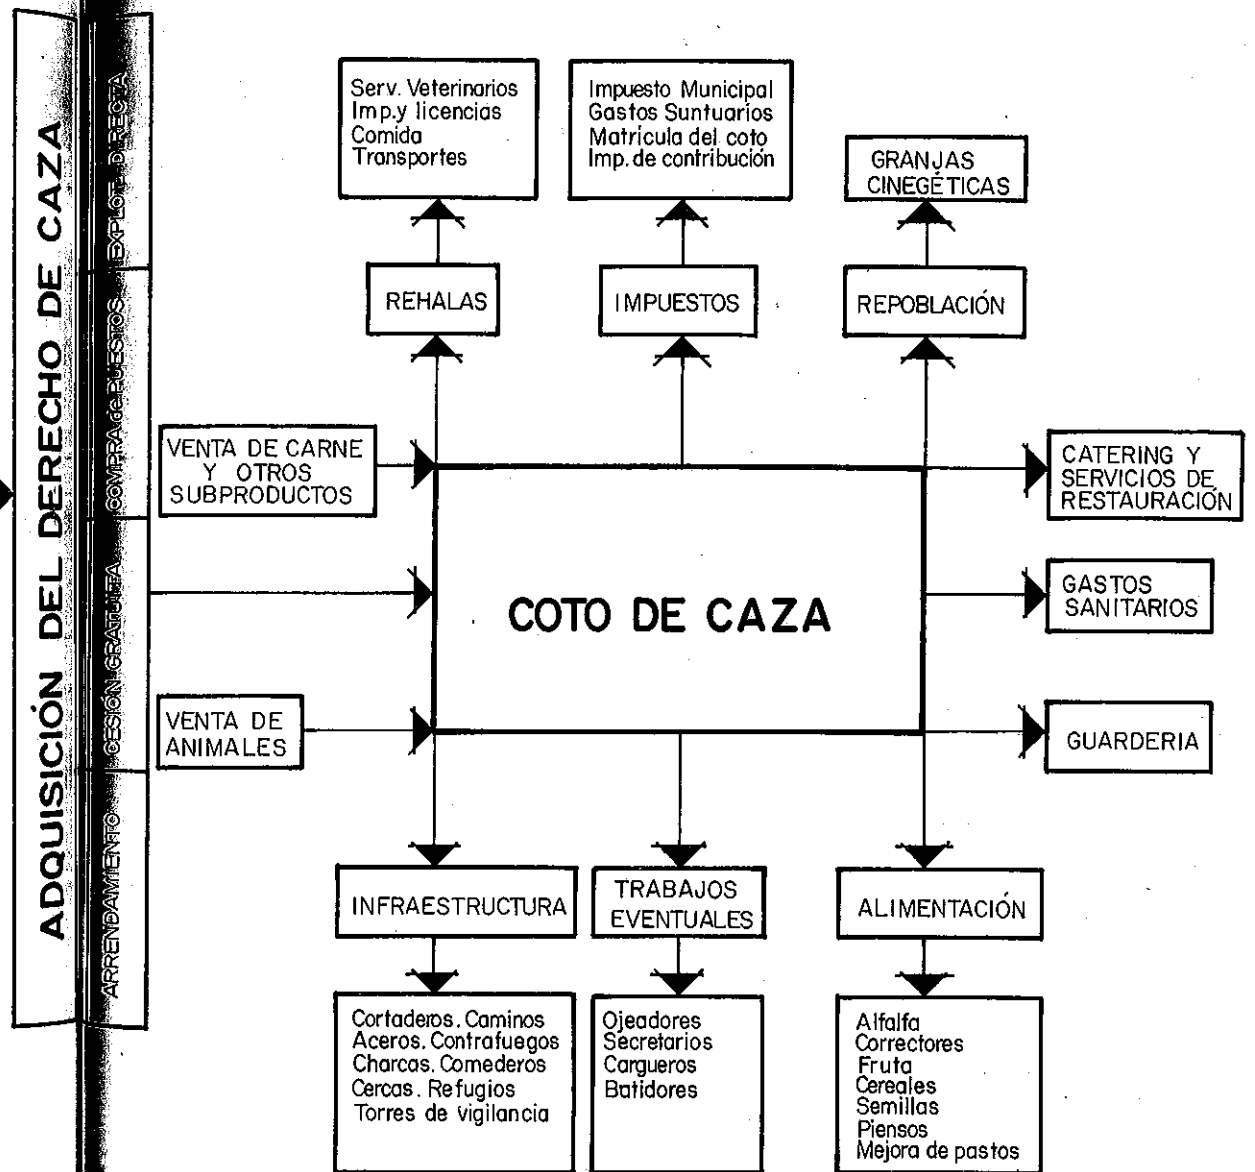 ADQUISICIÓN DEL DERECHO DE CAZA
EXPLOT. DIRECTA
COMPRA de PUESTOS
CESIÓN GRATUITA
ARRENDAMIENTO
Serv. Veterinarios
Imp. y licencias
Comida
Transportes
Impuesto Municipal
Gastos Suntuarios
Matrícula del coto
Imp. de contribución
GRANJAS
CINEGÉTICAS
REHALAS
IMPUESTOS
REPOBLACIÓN
VENTA DE CARNE
Y OTROS
SUBPRODUCTOS
CATERING Y
SERVICIOS DE
RESTAURACIÓN
COTO DE CAZA
GASTOS
SANITARIOS
VENTA DE
ANIMALES
GUARDERIA
INFRAESTRUCTURA
TRABAJOS
EVENTUALES
ALIMENTACIÓN
Cortaderos. Caminos
Aceros. Contrafuegos
Charcas. Comederos
Cercas. Refugios
Torres de vigilancia
Ojeadores
Secretarios
Cargueros
Batidores
Alfalfa
Correctores
Fruta
Cereales
Semillas
Piensos
Mejora de pastos